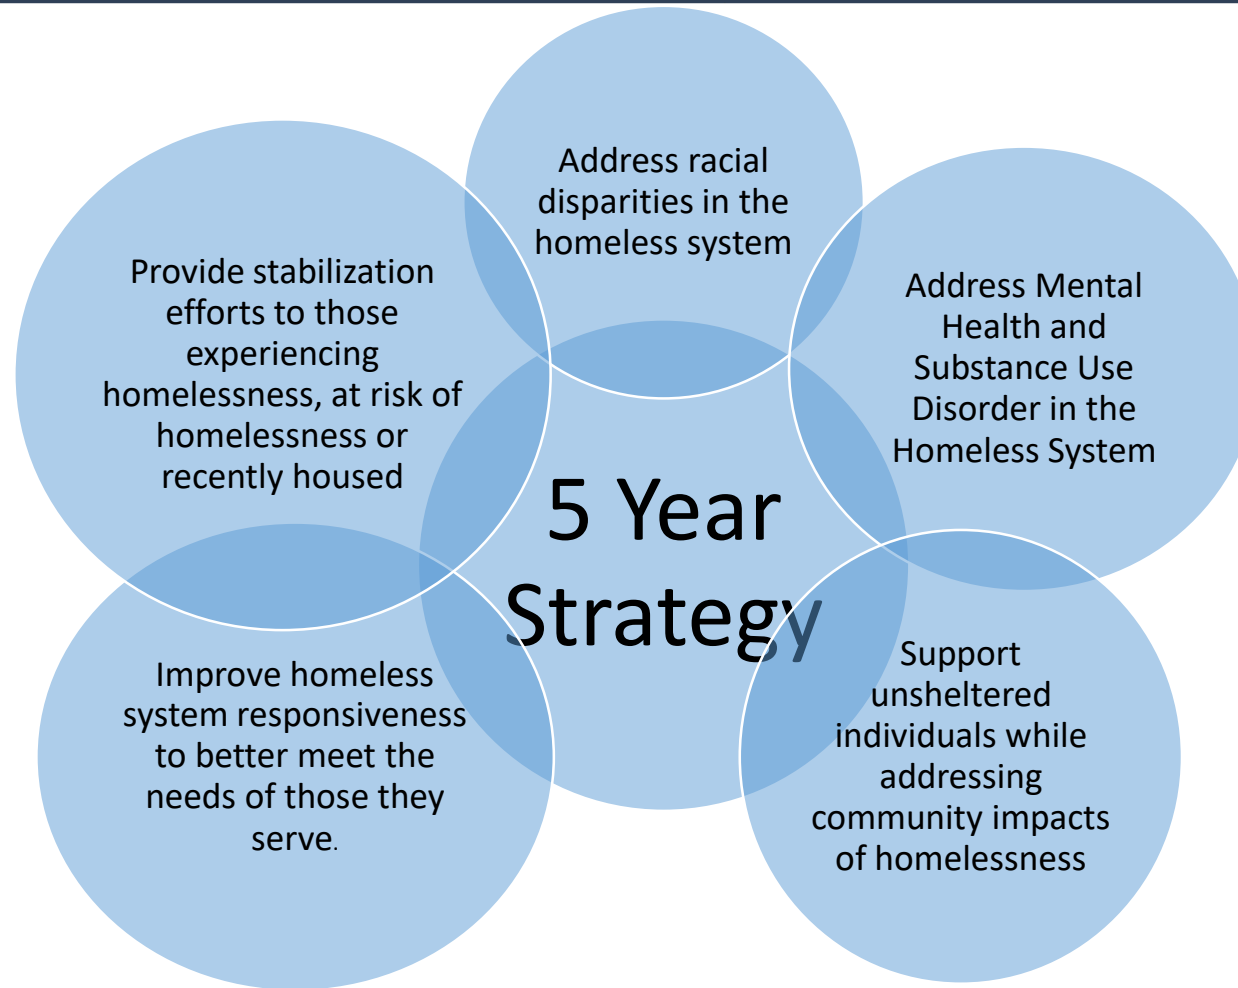 Address racial
disparities in the
homeless system
Address Mental
Health and
Substance Use
Disorder in the
Homeless System
Support
unsheltered
individuals while
addressing
community impacts
of homelessness
Improve homeless
system responsiveness
to better meet the
needs of those they
serve.
Provide stabilization
efforts to those
experiencing
homelessness, at risk of
homelessness or
recently housed
5 Year
Strategy